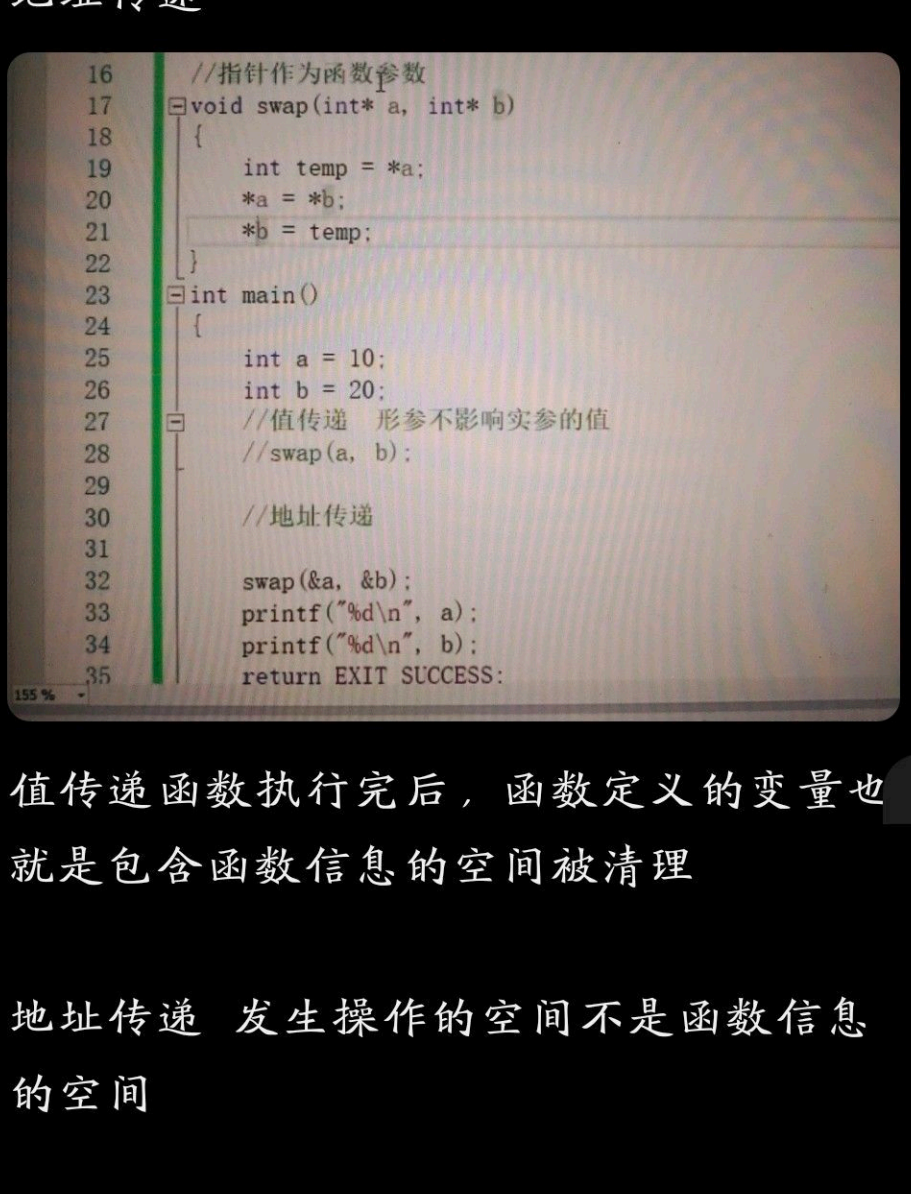 地址传递
16 //指针作为函数参数
17 void swap(int* a, int* b)
18 {
19 int temp = *a;
20 *a = *b;
21 *b = temp;
22 }
23 int main()
24 {
25 int a = 10;
26 int b = 20;
27 //值传递 形参不影响实参的值
28 //swap(a, b);
29
30 //地址传递
31
32 swap(&a, &b);
33 printf("%d\n", a);
34 printf("%d\n", b);
35 return EXIT_SUCCESS;
155 %
值传递函数执行完后，函数定义的变量也
就是包含函数信息的空间被清理
地址传递 发生操作的空间不是函数信息
的空间